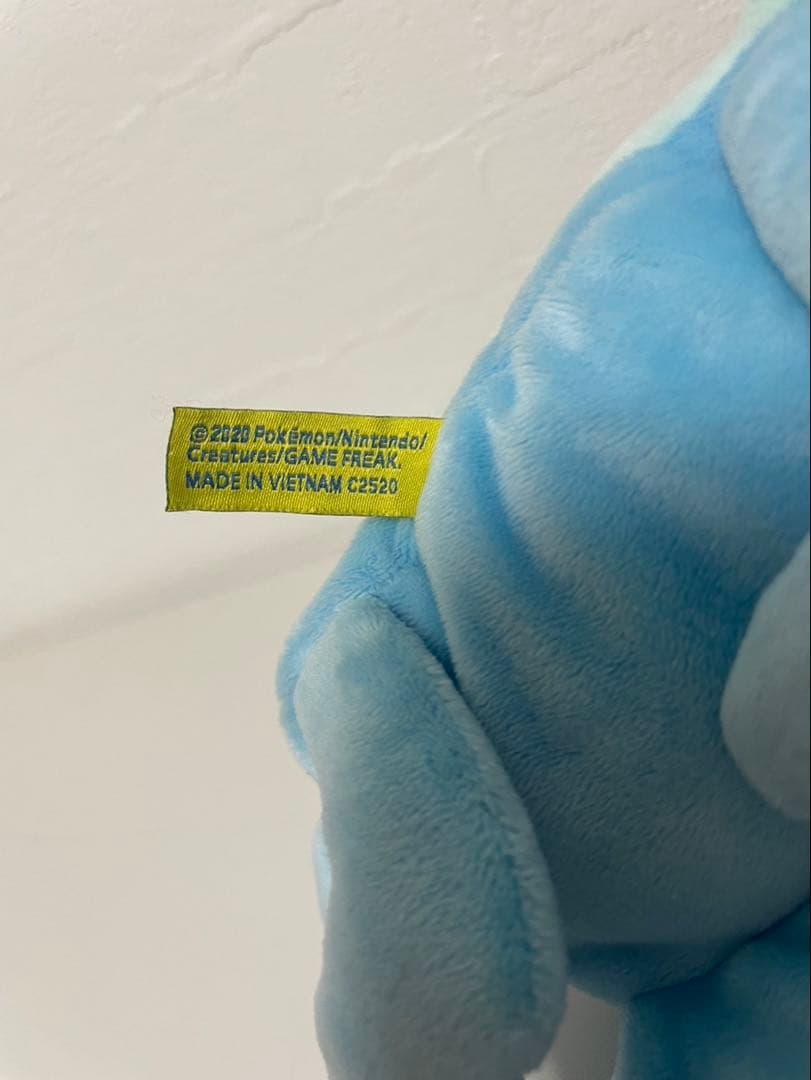 ©2020 Pokémon/Nintendo/
Creatures/GAME FREAK.
MADE IN VIETNAM C2520